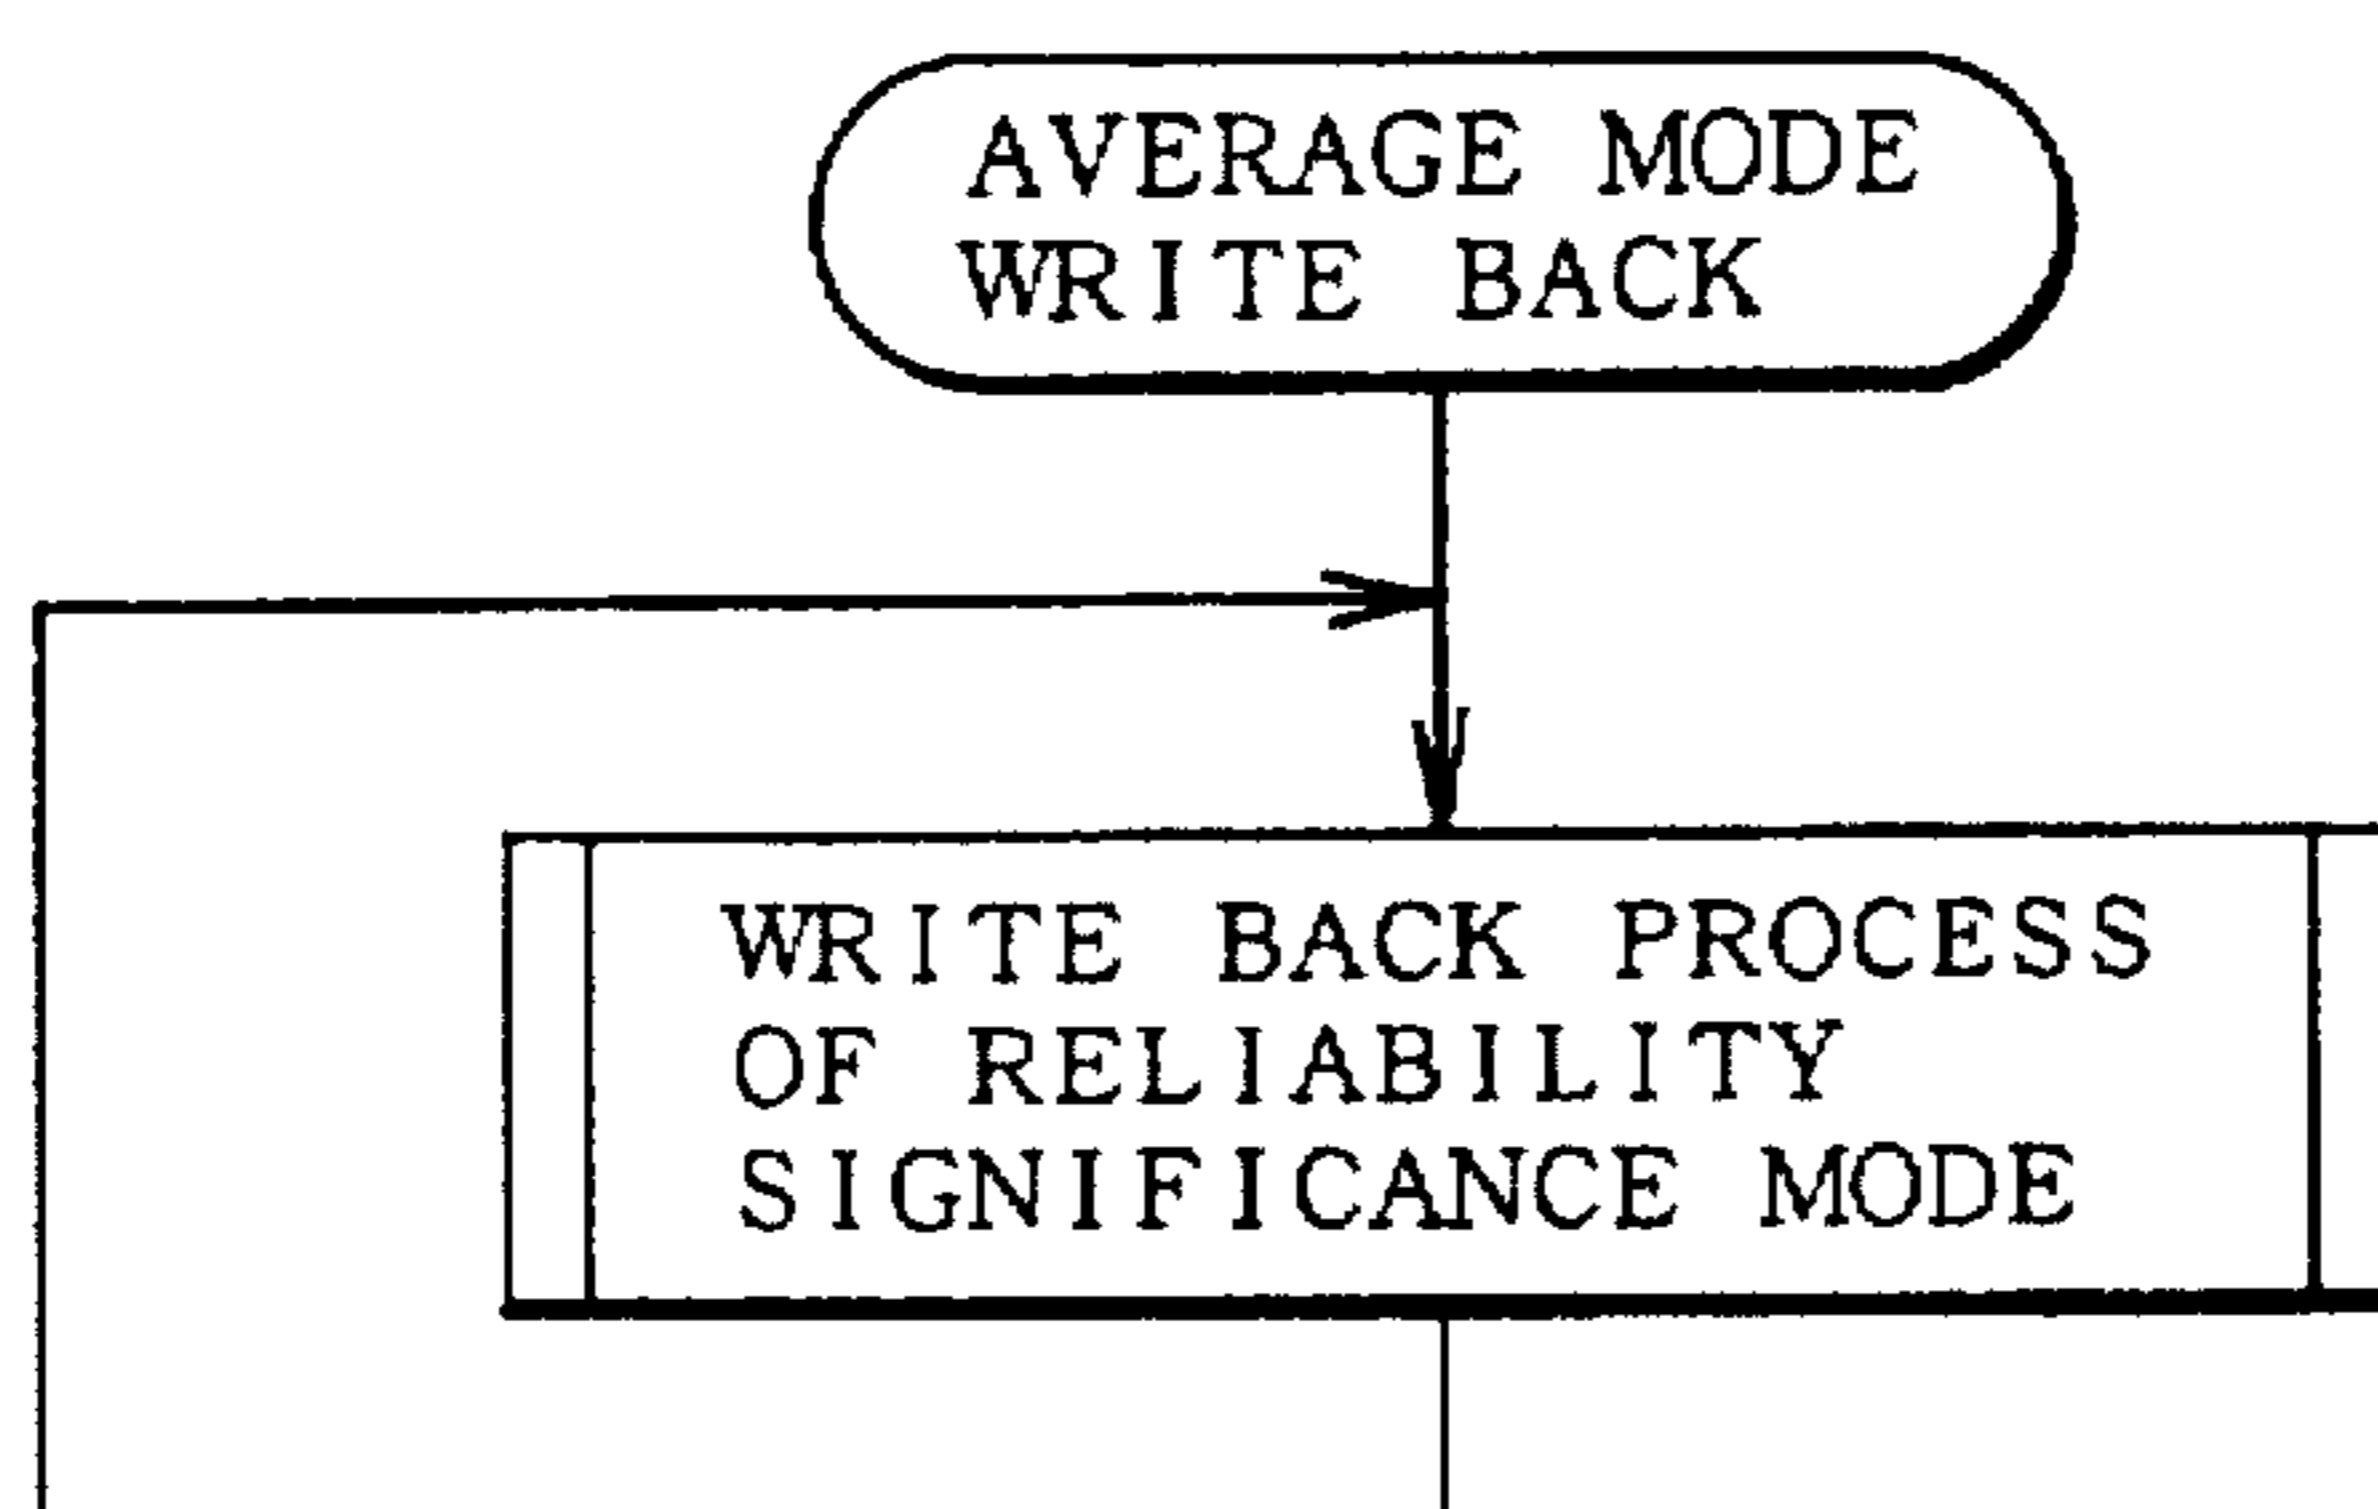 AVERAGE MODE
WRITE BACK
WRITE BACK PROCESS
OF RELIABILITY
SIGNIFICANCE MODE